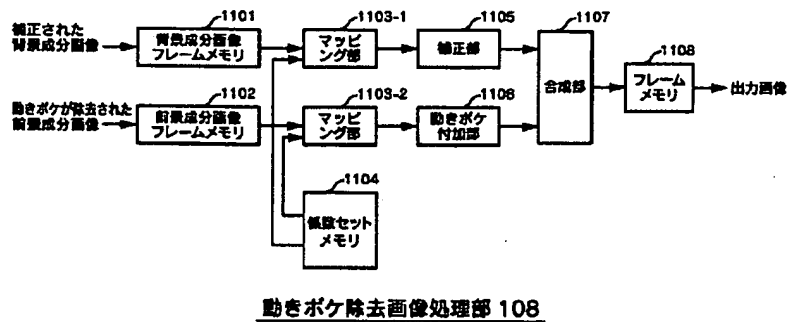 補正された
背景成分画像
1101
背景成分画像
フレームメモリ
1103-1
マッピ
ング部
1105
補正部
1107
合成部
1108
フレーム
メモリ
出力画像
動きボケが除去された
前景成分画像
1102
前景成分画像
フレームメモリ
1103-2
マッピ
ング部
1106
動きボケ
付加部
1104
係数セット
メモリ
動きボケ除去画像処理部 108